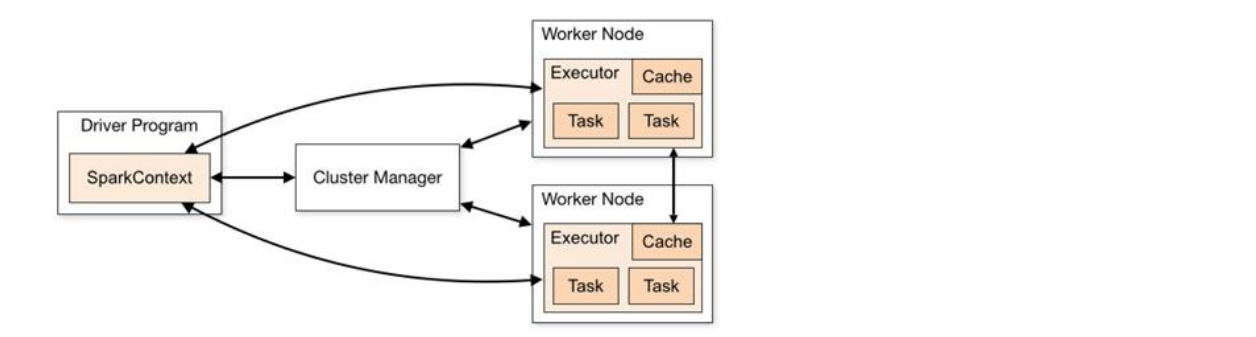 Driver Program
SparkContext
Cluster Manager
Worker Node
Executor
Cache
Task
Task
Worker Node
Executor
Cache
Task
Task